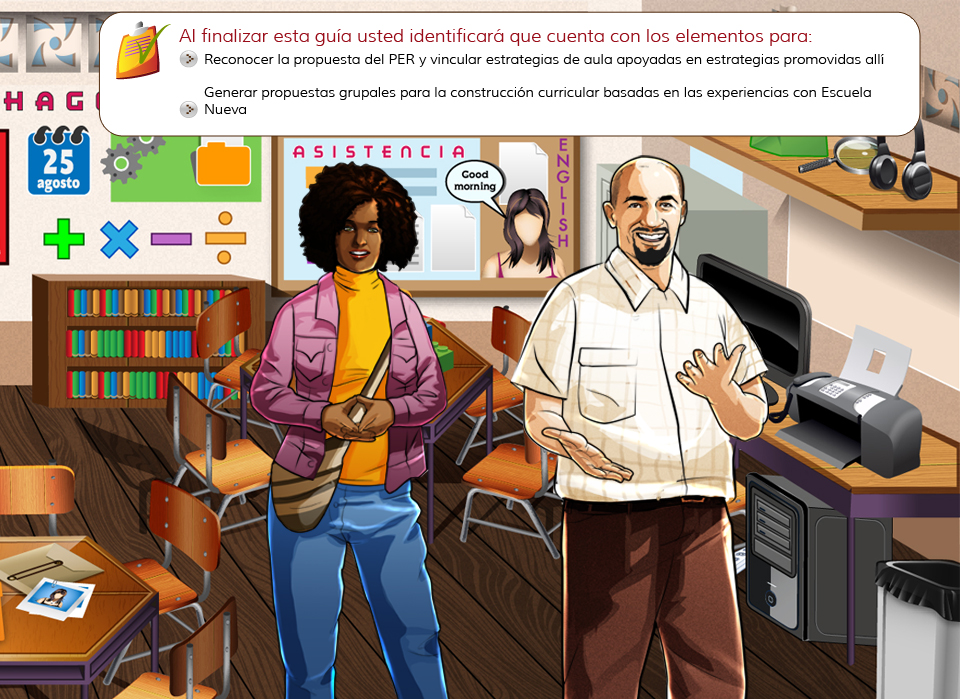 Al finalizar esta guía usted identificará que cuenta con los elementos para:
Reconocer la propuesta del PER y vincular estrategias de aula apoyadas en estrategias promovidas allí
Generar propuestas grupales para la construcción curricular basadas en las experiencias con Escuela
Nueva
25
agosto
ASISTENCIA
Good
morning
ENGLISH